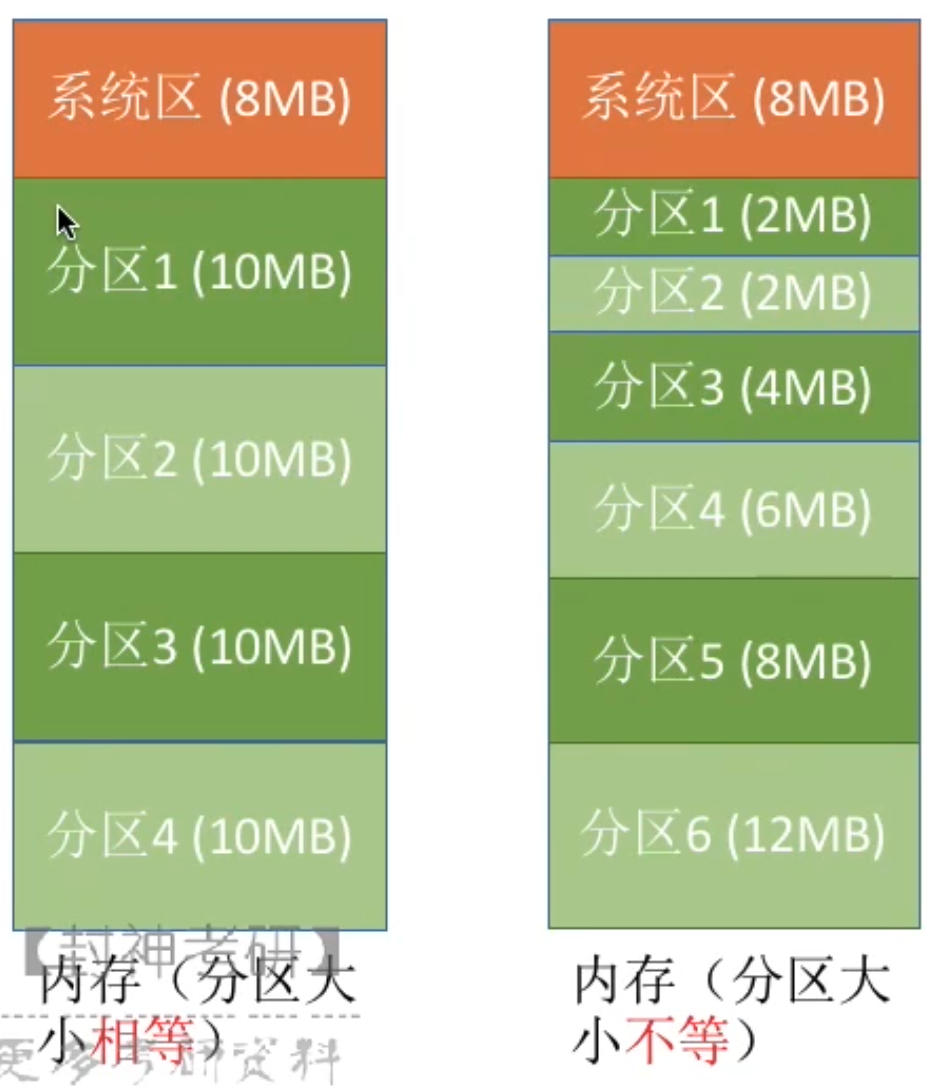 系统区 (8MB)
分区1 (10MB)
分区2 (10MB)
分区3 (10MB)
分区4 (10MB)
【封神考研】
内存（分区大
小相等）
更多考研资料
系统区 (8MB)
分区1 (2MB)
分区2 (2MB)
分区3 (4MB)
分区4 (6MB)
分区5 (8MB)
分区6 (12MB)
内存（分区大
小不等）